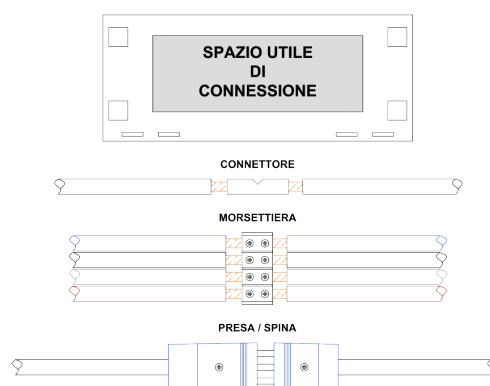 SPAZIO UTILE
DI
CONNESSIONE
CONNETTORE
MORSETTIERA
PRESA / SPINA